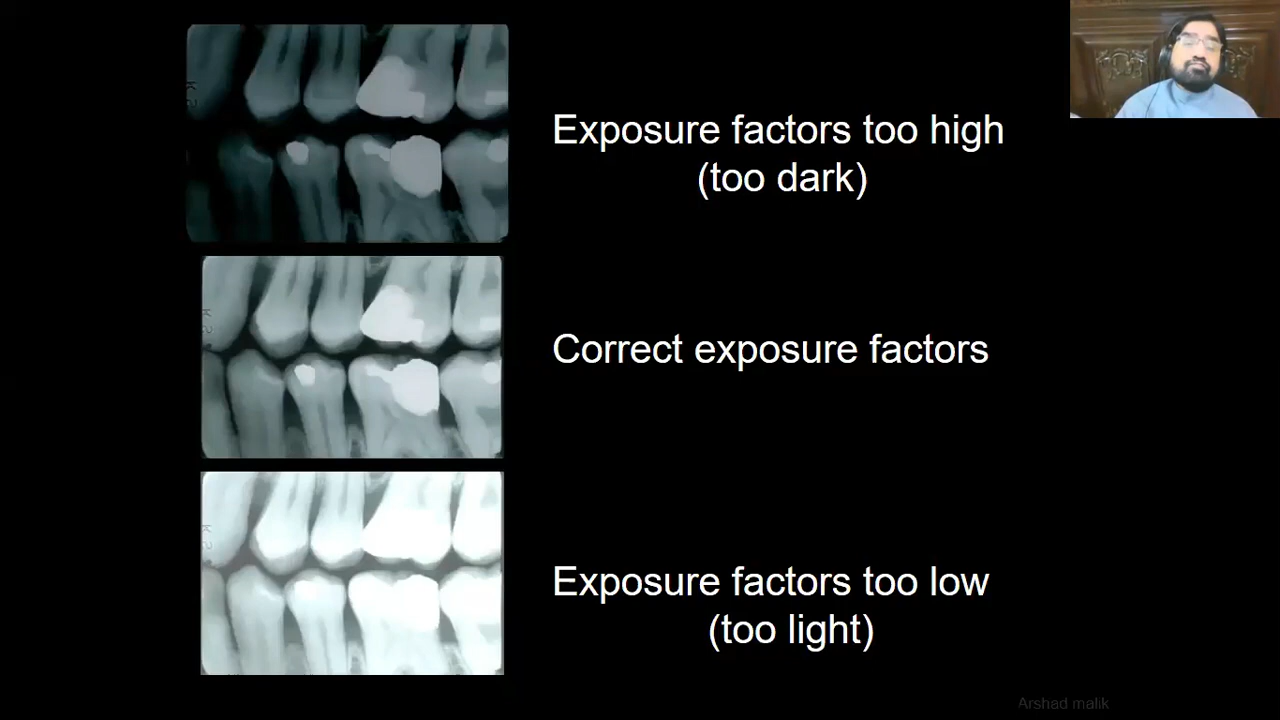 Exposure factors too high
(too dark)
Correct exposure factors
Exposure factors too low
(too light)
Arshad malik